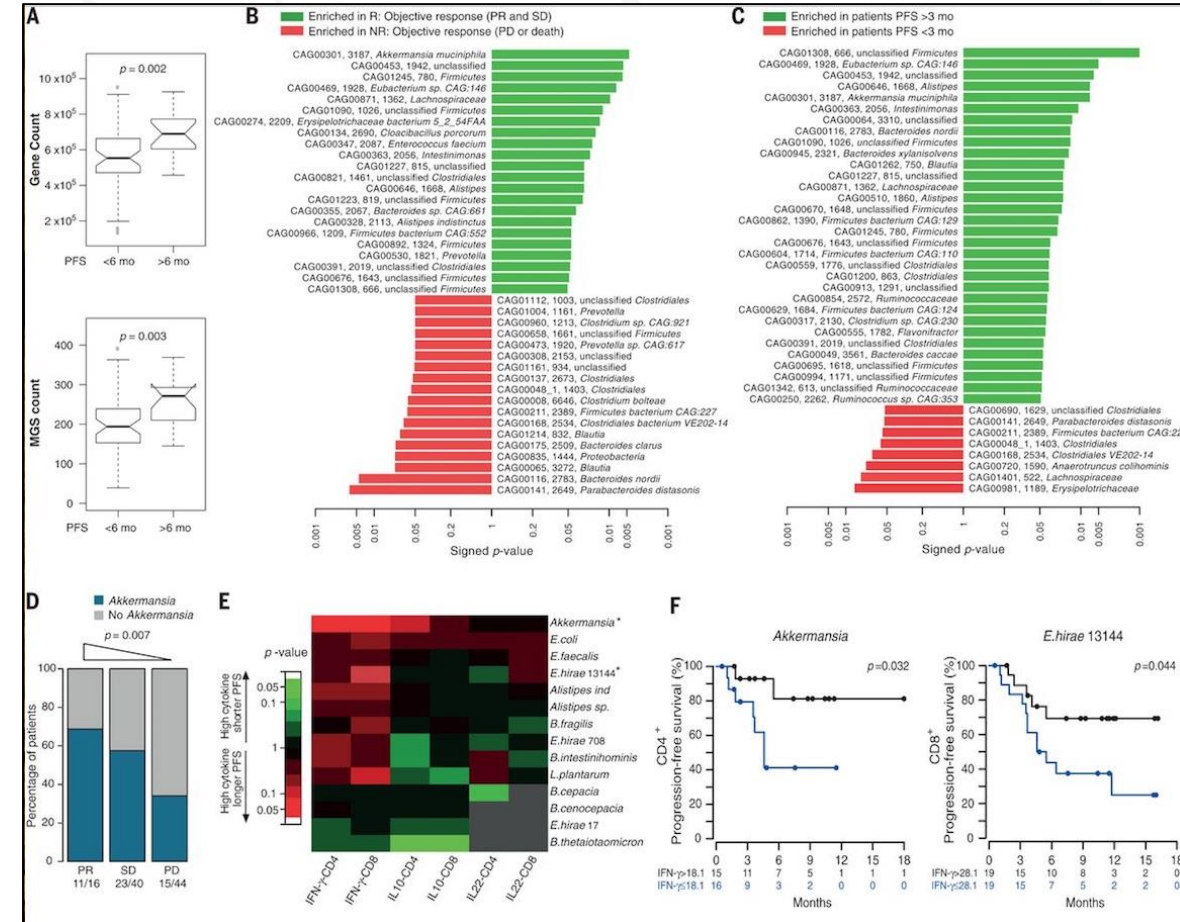 A
p = 0.002
10 x10⁵
8 x10⁵
6 x10⁵
4 x10⁵
2 x10⁵
Gene Count
PFS <6 mo >6 mo
p = 0.003
400
300
200
100
0
MGS count
PFS <6 mo >6 mo
B
Enriched in R: Objective response (PR and SD)
Enriched in NR: Objective response (PD or death)
CAG00301, 3187, Akkermansia muciniphila
CAG00453, 1942, unclassified
CAG01245, 780, Firmicutes
CAG00469, 1928, Eubacterium sp. CAG:146
CAG00871, 1362, Lachnospiraceae
CAG01090, 1026, unclassified Firmicutes
CAG00274, 2209, Erysipelotrichaceae bacterium 5_2_54FAA
CAG00134, 2690, Cloacibacillus porcorum
CAG00347, 2087, Enterococcus faecium
CAG00363, 2056, Intestinimonas
CAG01227, 815, unclassified
CAG00821, 1461, unclassified Clostridiales
CAG00646, 1668, Alistipes
CAG01223, 819, unclassified Firmicutes
CAG00355, 2067, Bacteroides sp. CAG:661
CAG00328, 2113, Alistipes indistinctus
CAG00966, 1209, Firmicutes bacterium CAG:552
CAG00892, 1324, Firmicutes
CAG00530, 1821, Prevotella
CAG00391, 2019, unclassified Clostridiales
CAG00676, 1643, unclassified Firmicutes
CAG01308, 666, unclassified Firmicutes
CAG01112, 1003, unclassified Clostridiales
CAG01004, 1161, Prevotella
CAG00960, 1213, Clostridium sp. CAG:921
CAG00658, 1661, unclassified Firmicutes
CAG00473, 1920, Prevotella sp. CAG:617
CAG00308, 2153, unclassified
CAG01161, 934, unclassified
CAG00137, 2673, Clostridiales
CAG00048_1, 1403, Clostridiales
CAG00008, 6646, Clostridium bolteae
CAG00211, 2389, Firmicutes bacterium CAG:227
CAG00168, 2534, Clostridiales bacterium VE202-14
CAG01214, 832, Blautia
CAG00175, 2509, Bacteroides clarus
CAG00835, 1444, Proteobacteria
CAG00065, 3272, Blautia
CAG00116, 2783, Bacteroides nordii
CAG00141, 2649, Parabacteroides distasonis
0.001 0.005 0.01 0.05 0.2 1 0.2 0.05 0.01 0.005 0.001
Signed p-value
C
Enriched in patients PFS >3 mo
Enriched in patients PFS <3 mo
CAG01308, 666, unclassified Firmicutes
CAG00469, 1928, Eubacterium sp. CAG:146
CAG00453, 1942, unclassified
CAG00646, 1668, Alistipes
CAG00301, 3187, Akkermansia muciniphila
CAG00363, 2056, Intestinimonas
CAG00064, 3310, unclassified
CAG00116, 2783, Bacteroides nordii
CAG01090, 1026, unclassified Firmicutes
CAG00945, 2321, Bacteroides xylanisolvens
CAG01262, 750, Blautia
CAG01227, 815, unclassified
CAG00871, 1362, Lachnospiraceae
CAG00510, 1860, Alistipes
CAG00670, 1648, unclassified Firmicutes
CAG00862, 1390, Firmicutes bacterium CAG:129
CAG01245, 780, Firmicutes
CAG00676, 1643, unclassified Firmicutes
CAG00604, 1714, Firmicutes bacterium CAG:110
CAG00559, 1776, unclassified Clostridiales
CAG01200, 863, Clostridiales
CAG00913, 1291, unclassified
CAG00854, 2572, Ruminococcaceae
CAG00629, 1684, Firmicutes bacterium CAG:124
CAG00317, 2130, Clostridium sp. CAG:230
CAG00555, 1782, Flavonifractor
CAG00391, 2019, unclassified Clostridiales
CAG00049, 3561, Bacteroides caccae
CAG00695, 1618, unclassified Firmicutes
CAG00994, 1171, unclassified Firmicutes
CAG01342, 613, unclassified Ruminococcaceae
CAG00250, 2262, Ruminococcus sp. CAG:353
CAG00690, 1629, unclassified Clostridiales
CAG00141, 2649, Parabacteroides distasonis
CAG00211, 2389, Firmicutes bacterium CAG:22
CAG00048_1, 1403, Clostridiales
CAG00168, 2534, Clostridiales VE202-14
CAG00720, 1590, Anaerotruncus colihominis
CAG01401, 522, Lachnospiraceae
CAG00981, 1189, Erysipelotrichaceae
0.001 0.005 0.01 0.05 0.2 1 0.2 0.05 0.01 0.005 0.001
Signed p-value
D
Akkermansia
No Akkermansia
p = 0.007
100
80
60
40
20
0
Percentage of patients
PR SD PD
11/16 23/40 15/44
E
p -value
0.05
0.1
1
0.1
0.05
High cytokine shorter PFS
High cytokine longer PFS
Akkermansia*
E.coli
E.faecalis
E.hirae 13144*
Alistipes ind
Alistipes sp.
B.fragilis
E.hirae 708
B.intestinihominis
L.plantarum
B.cepacia
B.cenocepacia
E.hirae 17
B.thetaiotaomicron
IFN-γ-CD4 IFN-γ-CD8 IL10-CD4 IL10-CD8 IL22-CD4 IL22-CD8
F
Akkermansia
p=0.032
100
80
60
40
20
0
CD4⁺
Progression-free survival (%)
0 3 6 9 12 15 18
IFN-γ>18.1 15 11 7 5 1 1 1
IFN-γ≤18.1 16 9 3 2 0 0 0
Months
E.hirae 13144
p=0.044
100
80
60
40
20
0
CD8⁺
Progression-free survival (%)
0 3 6 9 12 15 18
IFN-γ>28.1 19 15 10 8 3 2 0
IFN-γ≤28.1 19 15 7 5 2 2 0
Months